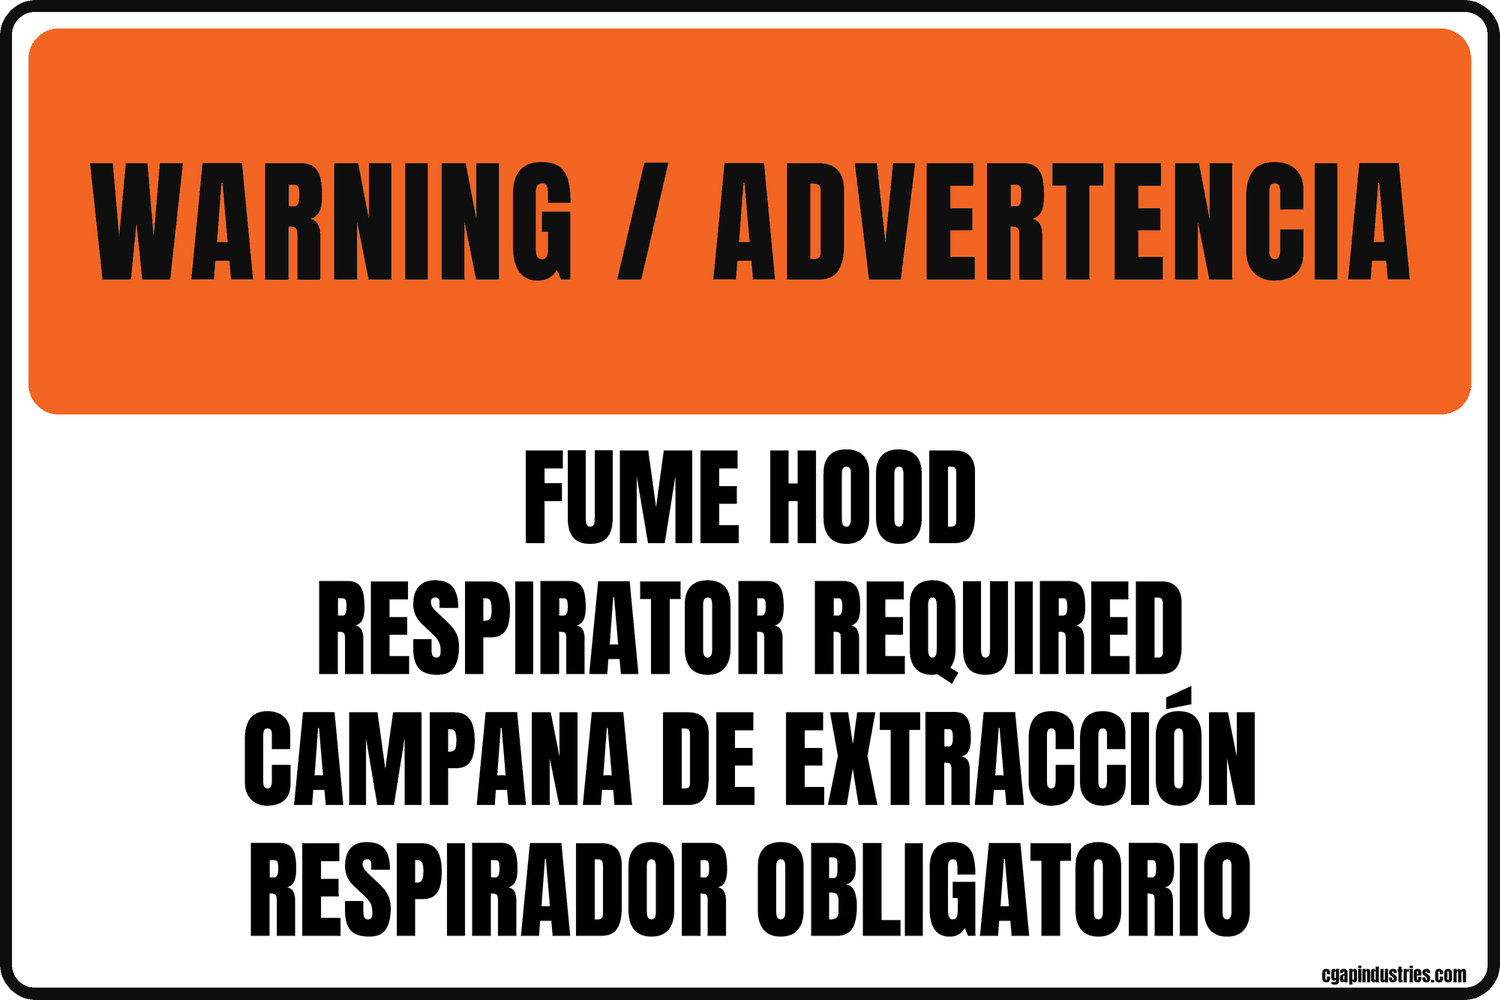 WARNING / ADVERTENCIA
FUME HOOD
RESPIRATOR REQUIRED
CAMPANA DE EXTRACCIÓN
RESPIRADOR OBLIGATORIO
cgapindustries.com